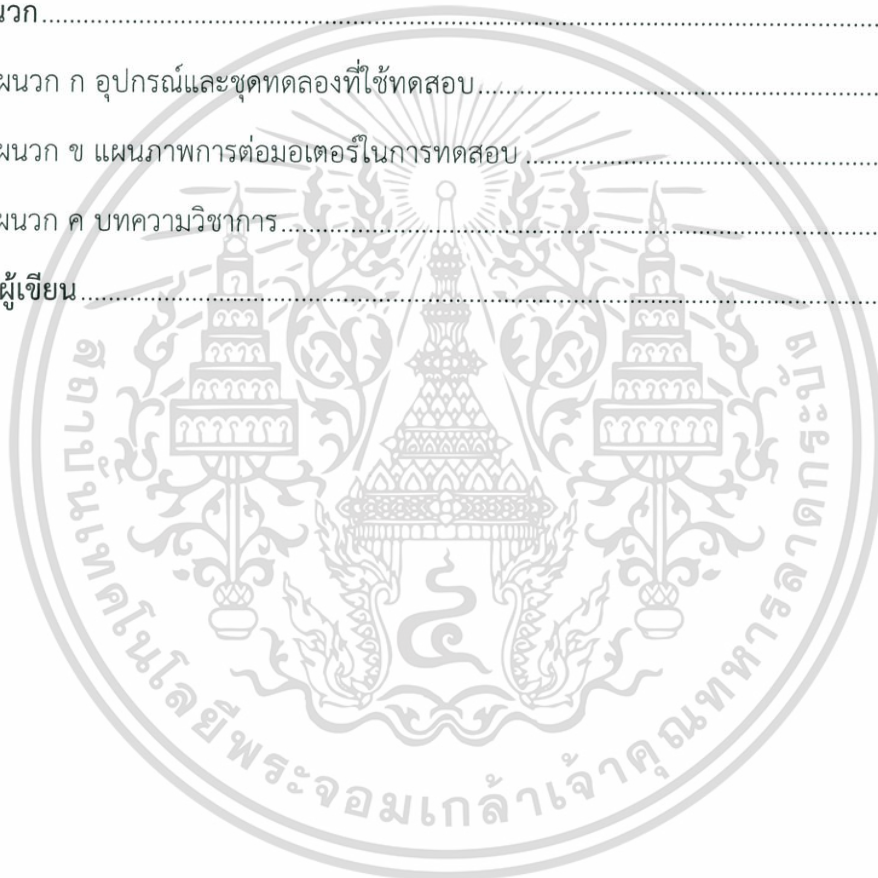 นวก
ผนวก ก อุปกรณ์และชุดทดลองที่ใช้ทดสอบ
ผนวก ข แผนภาพการต่อมอเตอร์ในการทดสอบ
ผนวก ค บทความวิชาการ
ผู้เขียน
๔
สถาบันเทคโนโลยีพระจอมเกล้าเจ้าคุณทหารลาดกระบัง